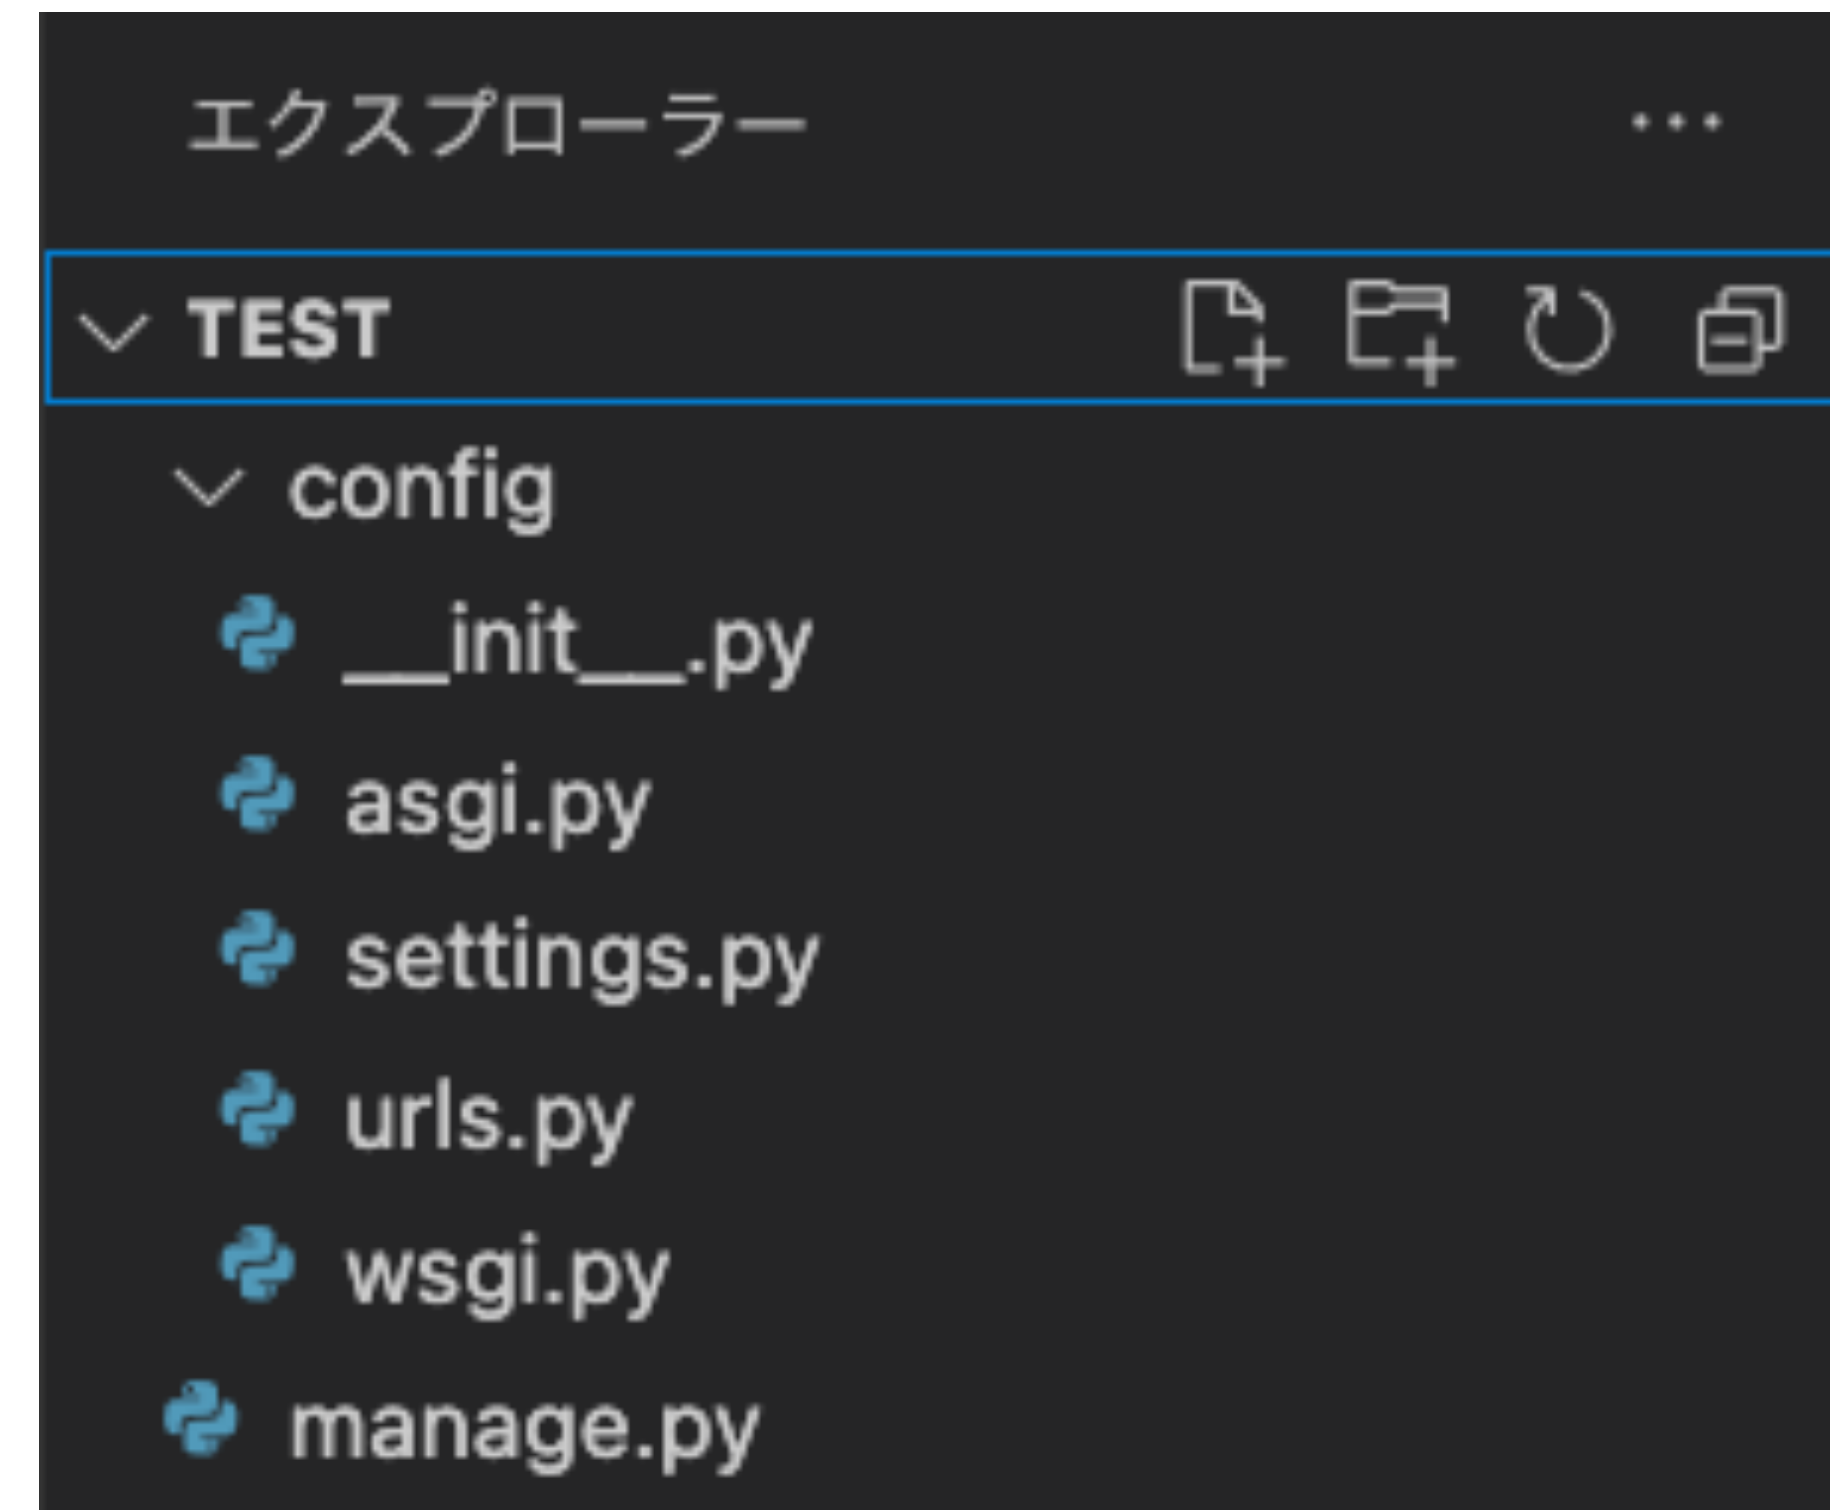 エクスプローラー
TEST
config
__init__.py
asgi.py
settings.py
urls.py
wsgi.py
manage.py